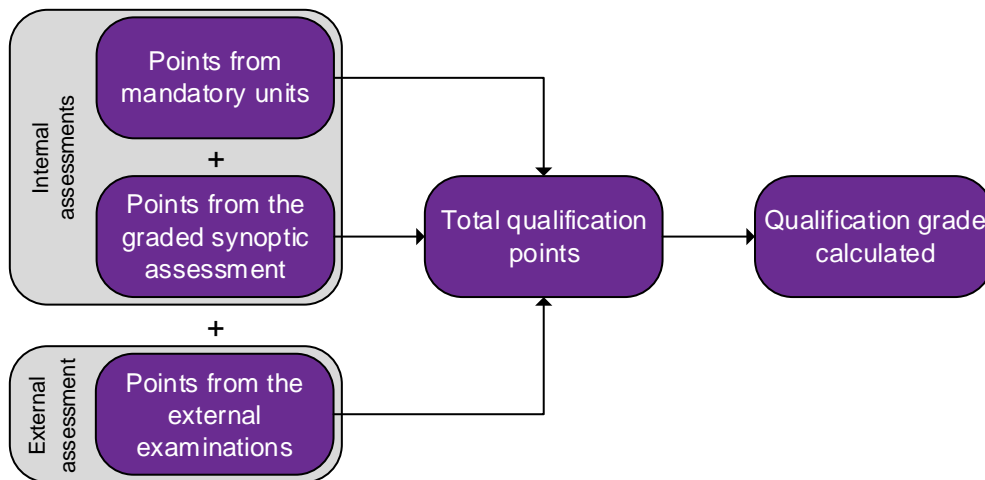 Internal
assessments
Points from
mandatory units
+
Points from the
graded synoptic
assessment
+
External
assessment
Points from the
external
examinations
Total qualification
points
Qualification grade
calculated